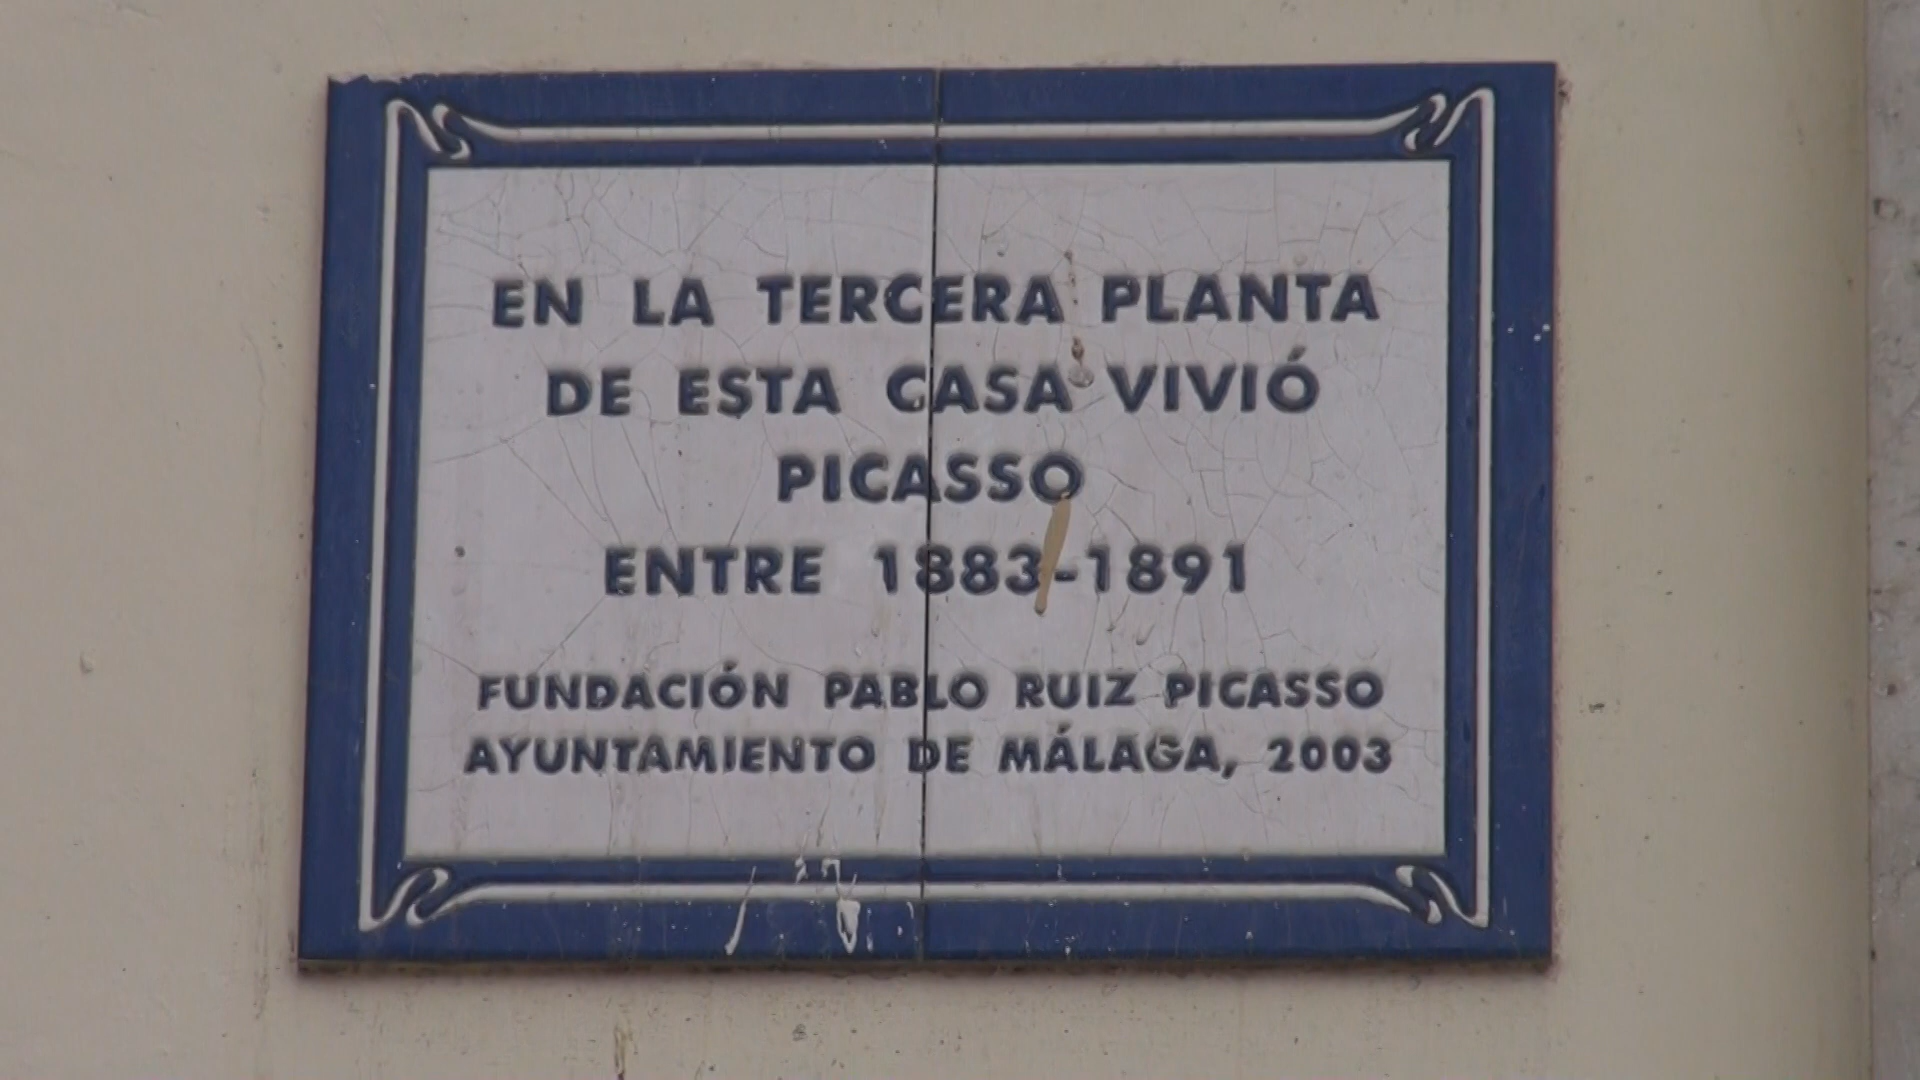 EN LA TERCERA PLANTA
DE ESTA CASA VIVIÓ
PICASSO
ENTRE 1883-1891
FUNDACIÓN PABLO RUIZ PICASSO
AYUNTAMIENTO DE MÁLAGA, 2003